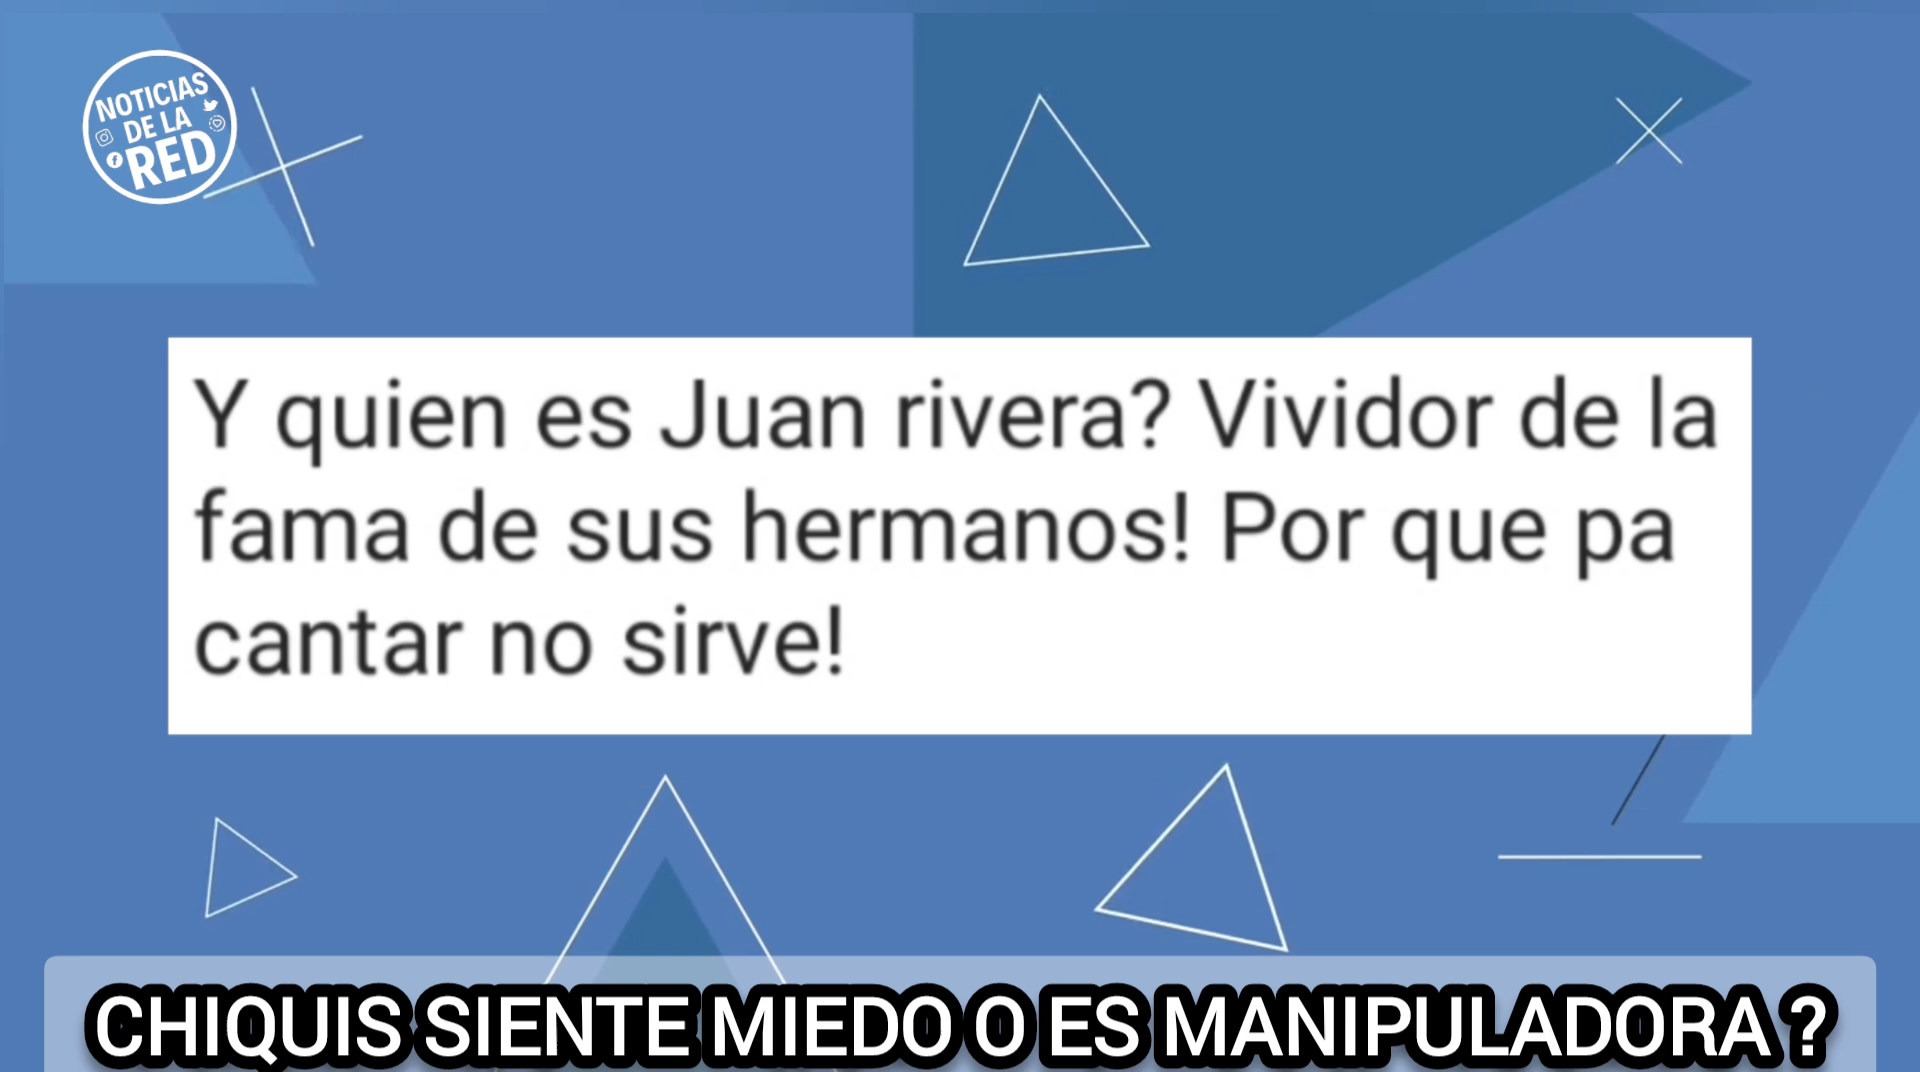 NOTICIAS
DE LA
RED
Y quien es Juan rivera? Vividor de la
fama de sus hermanos! Por que pa
cantar no sirve!
CHIQUIS SIENTE MIEDO O ES MANIPULADORA ?